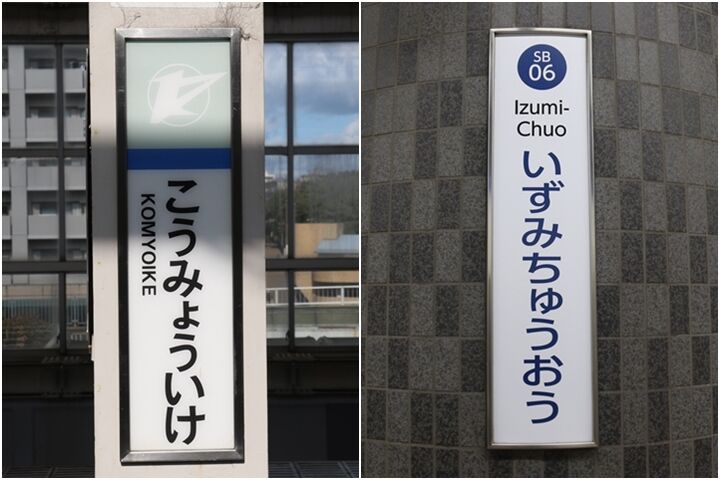 こうみょういけ
KOMYOIKE
SB
06
Izumi-
Chuo
いずみちゅうおう